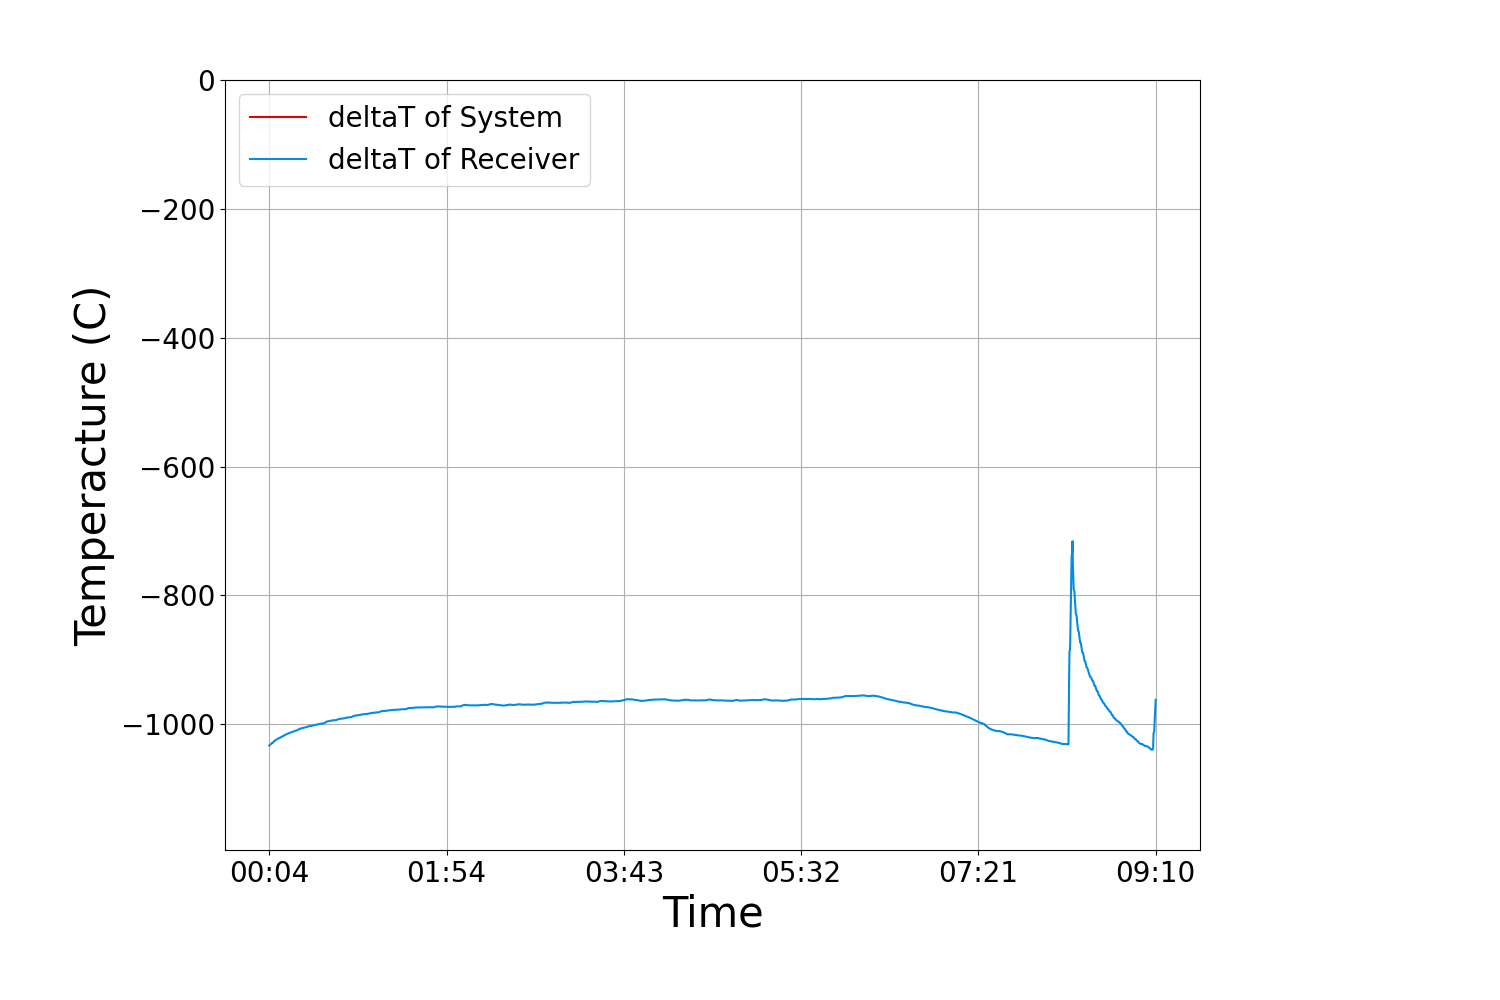 0
−200
−400
−600
−800
−1000
Temperacture (C)
deltaT of System
deltaT of Receiver
00:04 01:54 03:43 05:32 07:21 09:10
Time